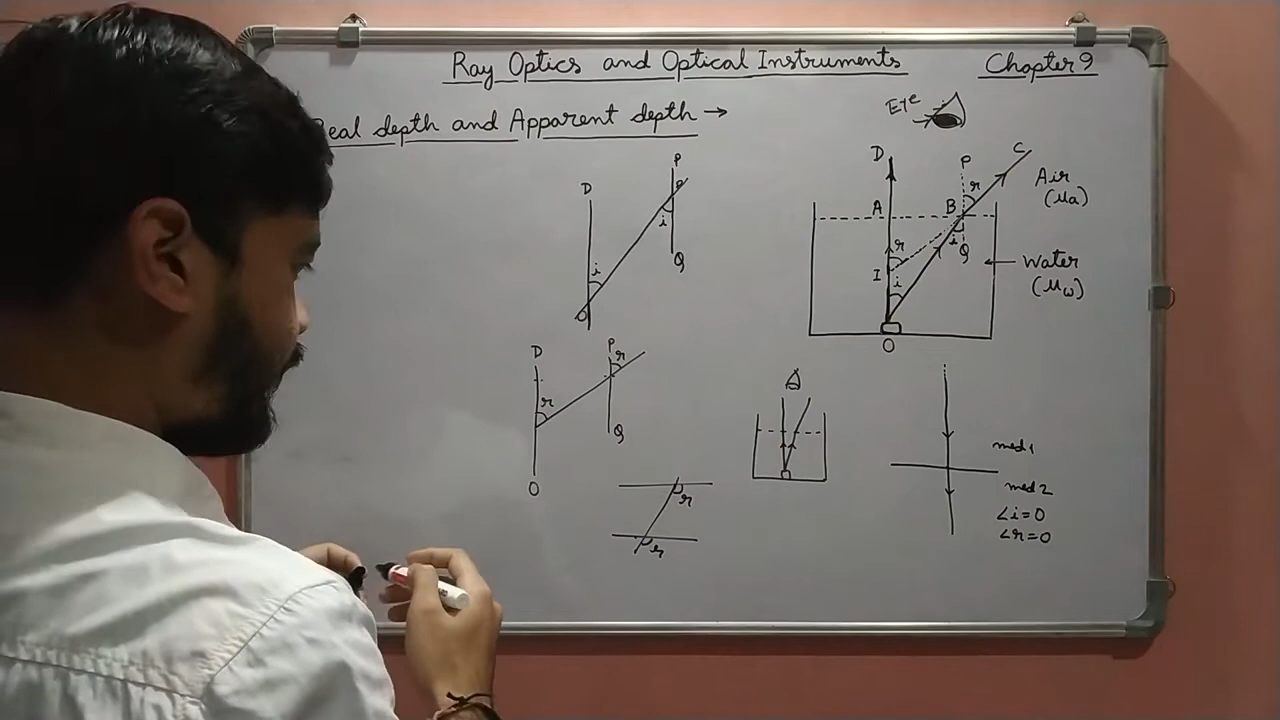 Ray Optics and Optical Instruments Chapter 9
Real depth and Apparent depth →
Eye
D P C
Air
(μa)
A B r
r i Q
I
i
Water
(μw)
O
D P
i
i Q
O
D P r
r
Q
O
r
r
med 1
med 2
∠i=0
∠r=0